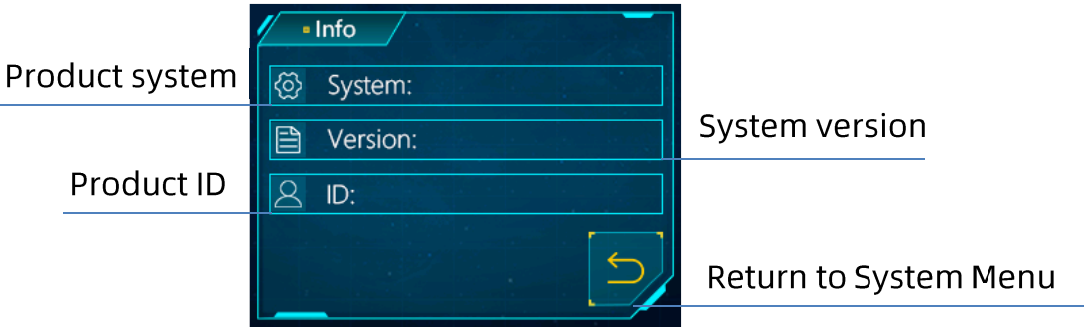 Info
Product system
System:
System version
Version:
Product ID
ID:
Return to System Menu